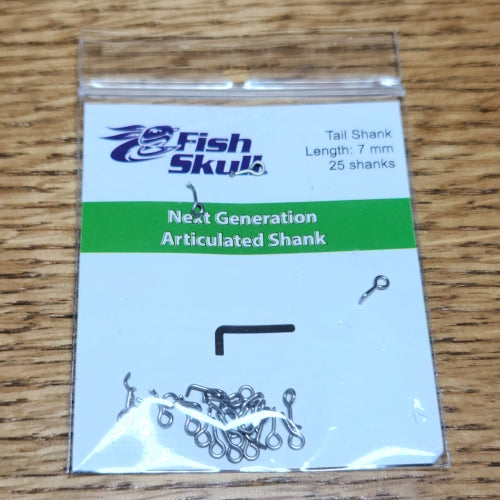 Fish
Skull
Tail Shank
Length: 7 mm
25 shanks
Next Generation
Articulated Shank